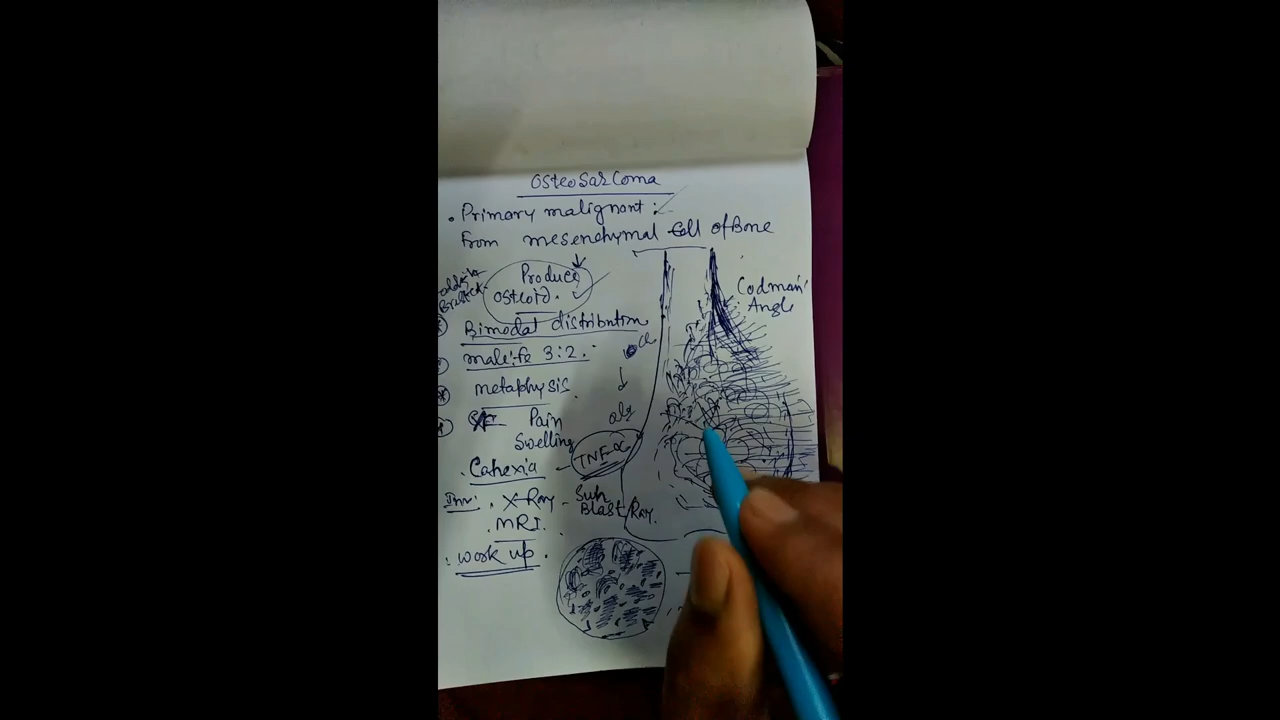 OsteoSarComa
• Primary malignant :
From mesenchymal Cell of Bone
Produce
osteoid.
Codman'
Angle
Bimodal distribution
male:fe 3:2.
metaphysis.
Pain
Swelling
. Cahexia - TNF-α
Inv: . X-Ray - Sun
Blast Ray.
. MRI.
. work up .